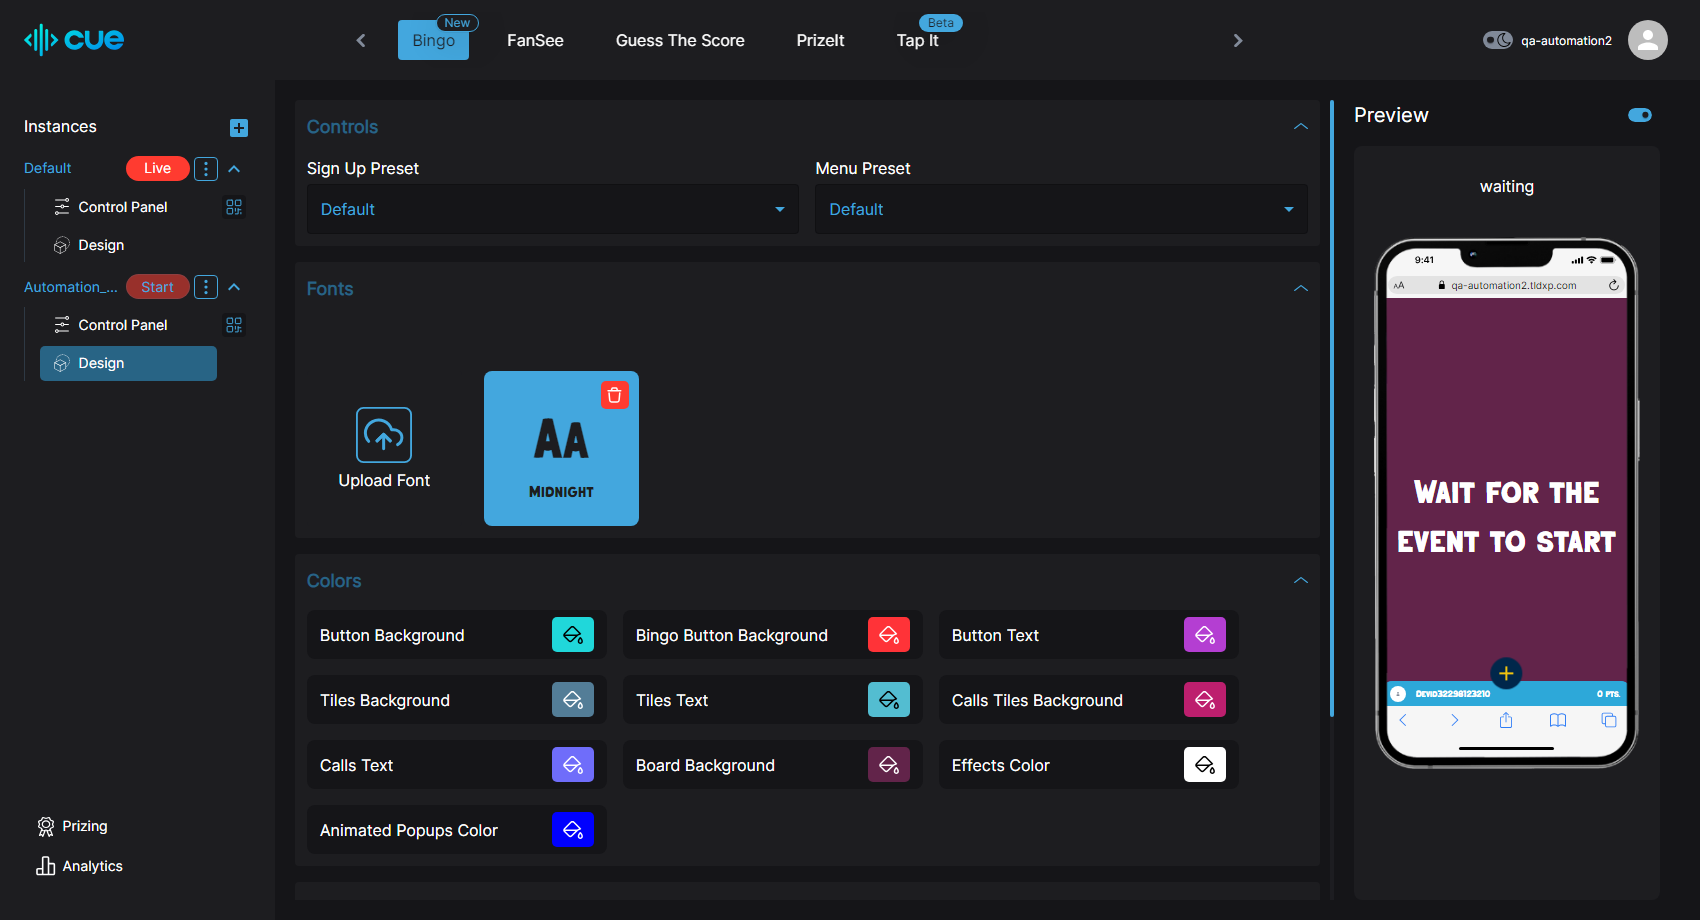 cue
Bingo
New
FanSee
Guess The Score
PrizeIt
Tap It
Beta
qa-automation2
Instances
Default
Live
Control Panel
Design
Automation_...
Start
Control Panel
Design
Prizing
Analytics
Controls
Sign Up Preset
Menu Preset
Default
Default
Fonts
Upload Font
AA
MIDNIGHT
Colors
Button Background
Bingo Button Background
Button Text
Tiles Background
Tiles Text
Calls Tiles Background
Calls Text
Board Background
Effects Color
Animated Popups Color
Preview
waiting
9:41
AA
qa-automation2.tldxp.com
WAIT FOR THE
EVENT TO START
DEVID32298123210
0 PTS.